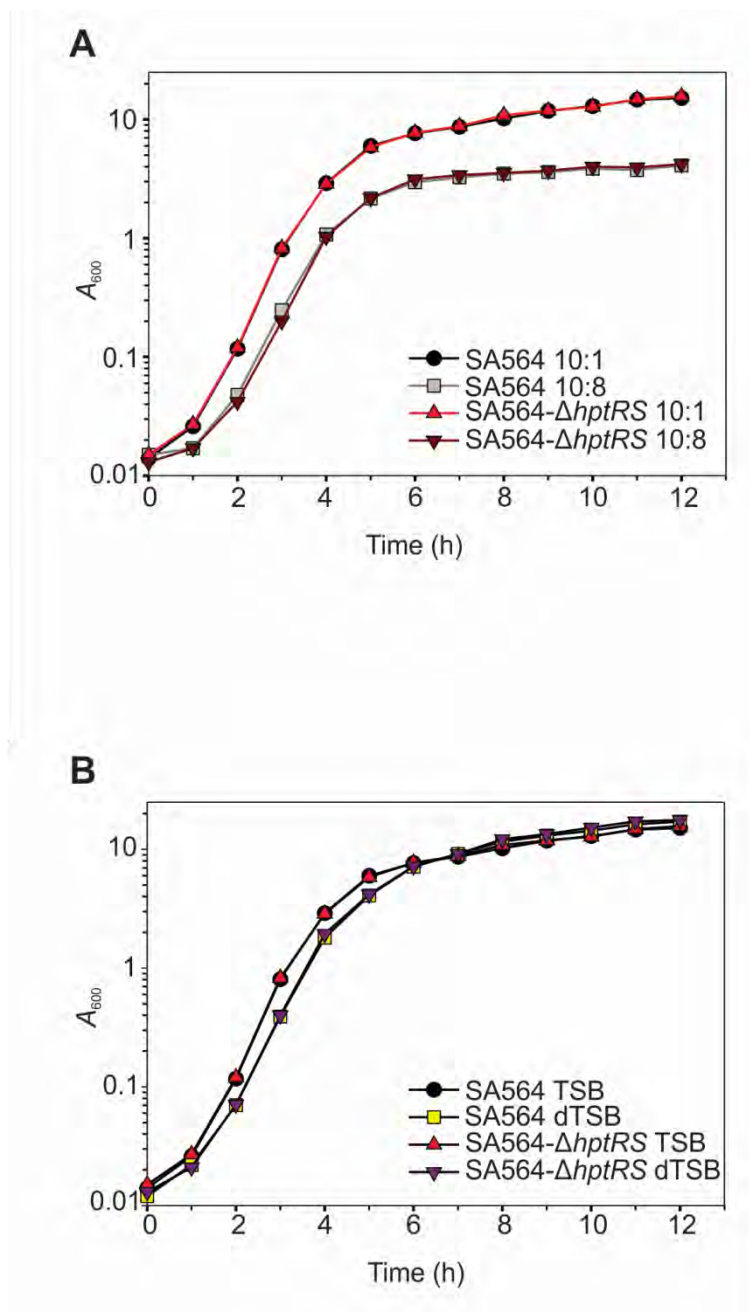 A
10
1
0.1
0.01
A600
0 2 4 6 8 10 12
Time (h)
SA564 10:1
SA564 10:8
SA564-ΔhptRS 10:1
SA564-ΔhptRS 10:8
B
10
1
0.1
0.01
A600
0 2 4 6 8 10 12
Time (h)
SA564 TSB
SA564 dTSB
SA564-ΔhptRS TSB
SA564-ΔhptRS dTSB